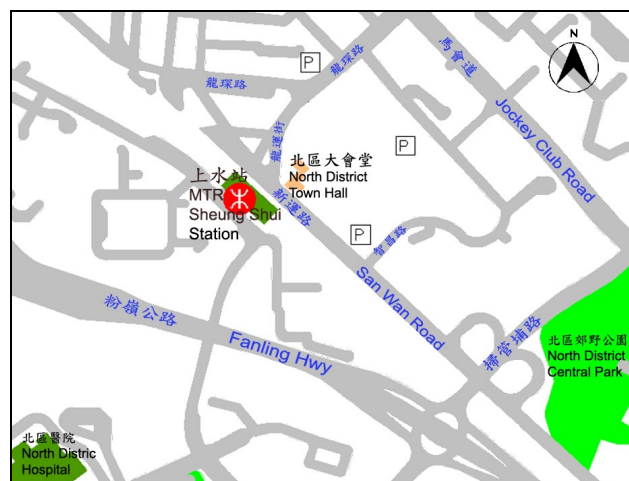 龍琛路
龍琛路
馬會道
N
P
Jockey Club Road
龍運街
P
北區大會堂
North District
Town Hall
上水站
MTR
Sheung Shui
Station
新運路
P
智昌路
San Wan Road
粉嶺公路
Fanling Hwy
掃管埔路
北區郊野公園
North District
Central Park
北區醫院
North Distric
Hospital